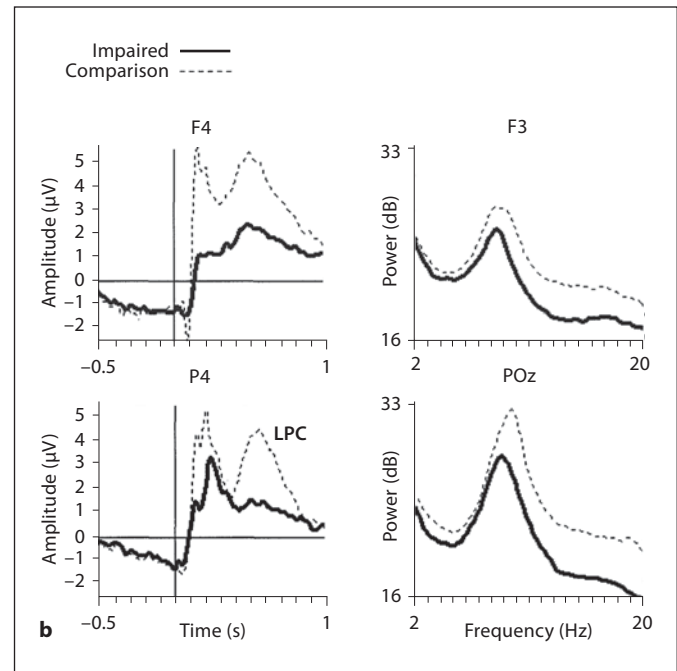 Impaired
Comparison
F4
F3
Amplitude (µV)
5
4
3
2
1
0
−1
−2
−0.5
1
Power (dB)
33
16
2
20
P4
POz
Amplitude (µV)
5
4
3
2
1
0
−1
−2
LPC
−0.5
1
Time (s)
Power (dB)
33
16
2
20
Frequency (Hz)
b